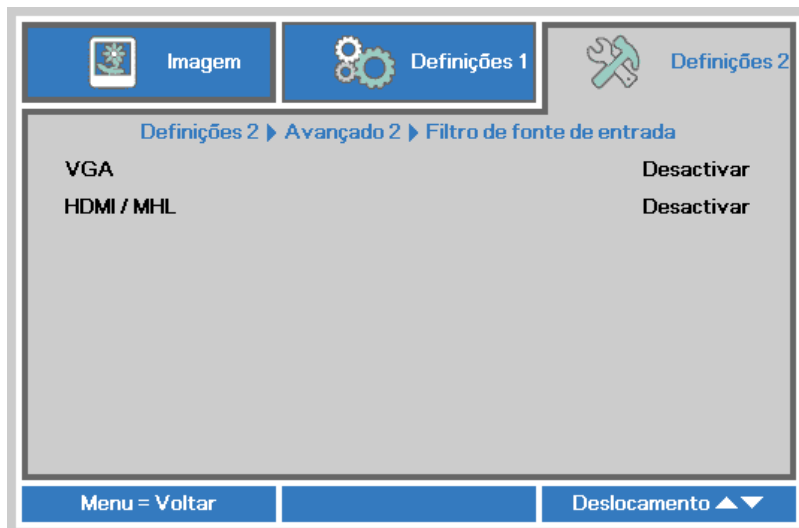 Imagem Definições 1 Definições 2
Definições 2 ▶ Avançado 2 ▶ Filtro de fonte de entrada
VGA Desactivar
HDMI / MHL Desactivar
Menu = Voltar Deslocamento ▲▼